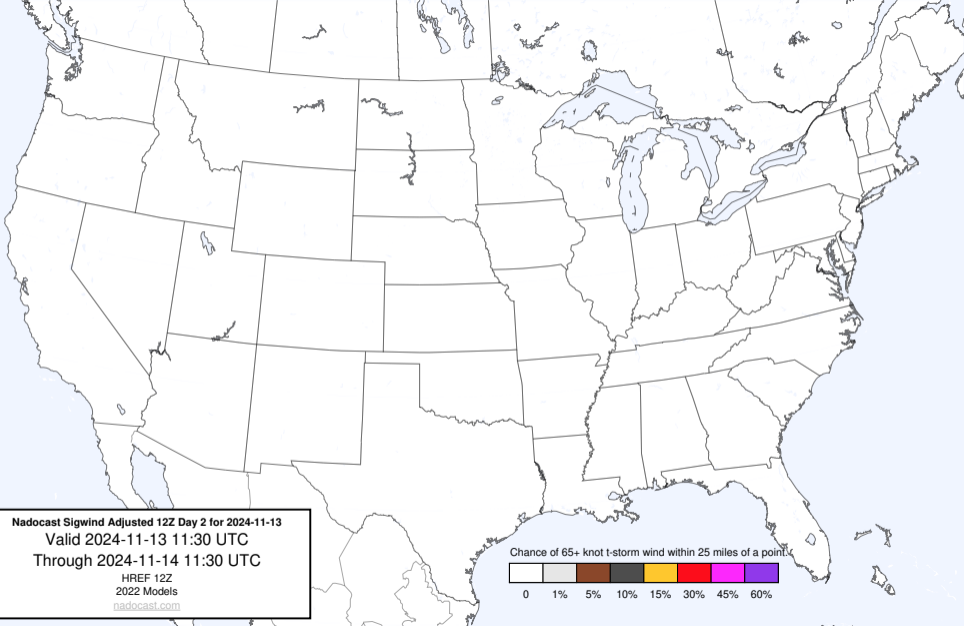 Nadocast Sigwind Adjusted 12Z Day 2 for 2024-11-13
Valid 2024-11-13 11:30 UTC
Through 2024-11-14 11:30 UTC
HREF 12Z
2022 Models
nadocast.com
Chance of 65+ knot t-storm wind within 25 miles of a point.
0 1% 5% 10% 15% 30% 45% 60%